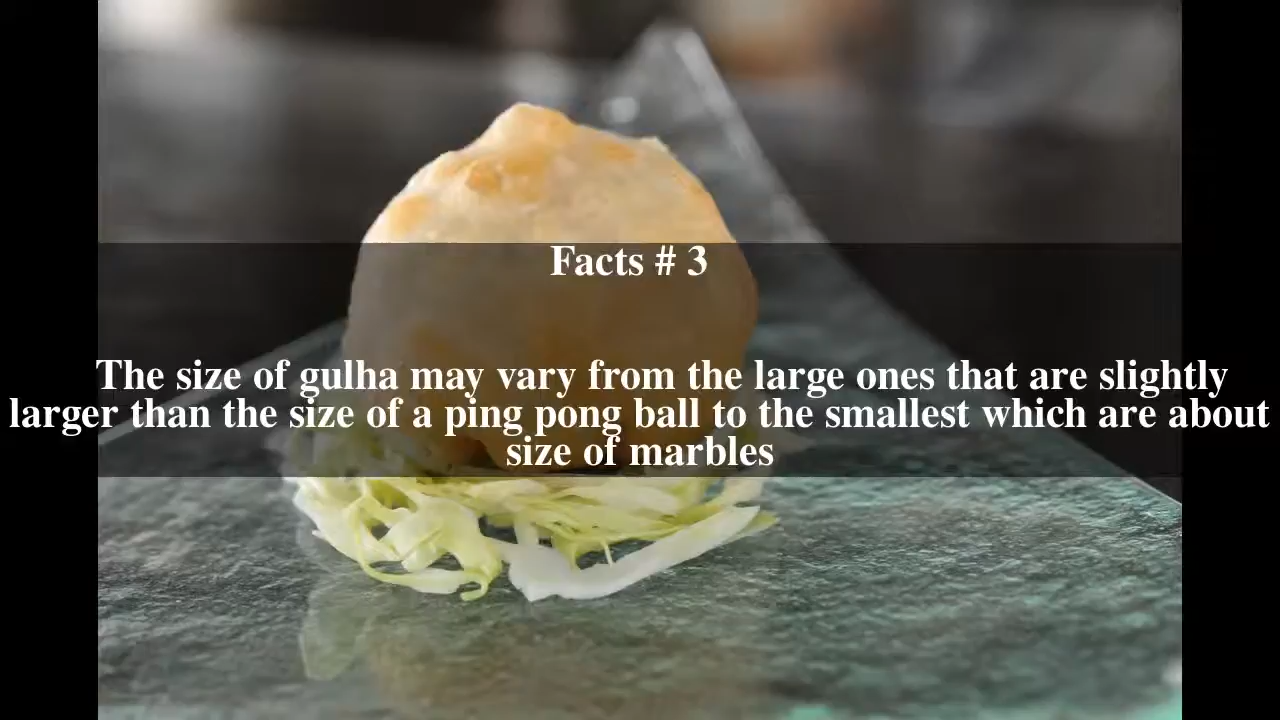 Facts # 3
The size of gulha may vary from the large ones that are slightly
larger than the size of a ping pong ball to the smallest which are about
size of marbles